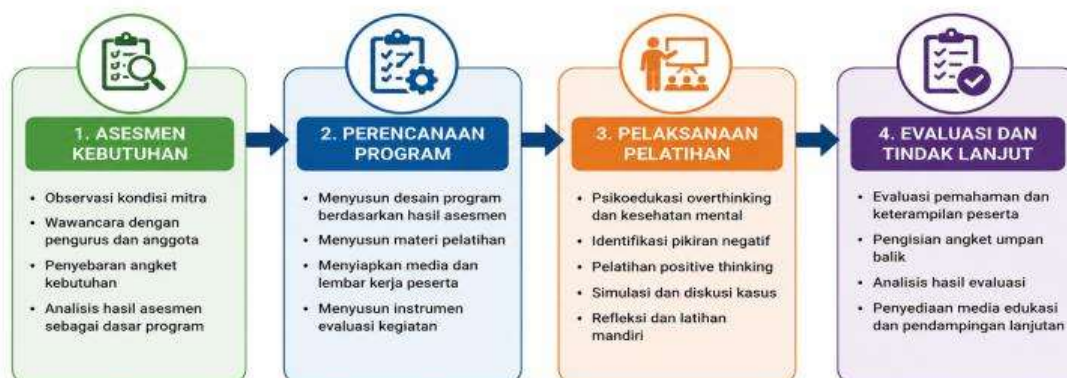 1. ASESMEN
KEBUTUHAN
• Observasi kondisi mitra
• Wawancara dengan
pengurus dan anggota
• Penyebaran angket
kebutuhan
• Analisis hasil asesmen
sebagai dasar program
2. PERENCANAAN
PROGRAM
• Menyusun desain program
berdasarkan hasil asesmen
• Menyusun materi pelatihan
• Menyiapkan media dan
lembar kerja peserta
• Menyusun instrumen
evaluasi kegiatan
3. PELAKSANAAN
PELATIHAN
• Psikoedukasi overthinking
dan kesehatan mental
• Identifikasi pikiran negatif
• Pelatihan positive thinking
• Simulasi dan diskusi kasus
• Refleksi dan latihan
mandiri
4. EVALUASI DAN
TINDAK LANJUT
• Evaluasi pemahaman dan
keterampilan peserta
• Pengisian angket umpan
balik
• Analisis hasil evaluasi
• Penyediaan media edukasi
dan pendampingan lanjutan